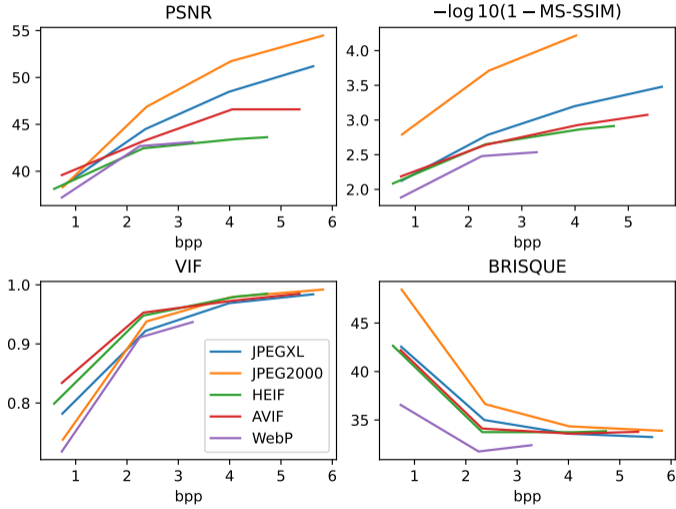 PSNR
55
50
45
40
1 2 3 4 5 6
bpp
−log 10(1 − MS-SSIM)
4.0
3.5
3.0
2.5
2.0
1 2 3 4 5
bpp
VIF
1.0
0.9
0.8
JPEGXL
JPEG2000
HEIF
AVIF
WebP
1 2 3 4 5 6
bpp
BRISQUE
45
40
35
1 2 3 4 5 6
bpp